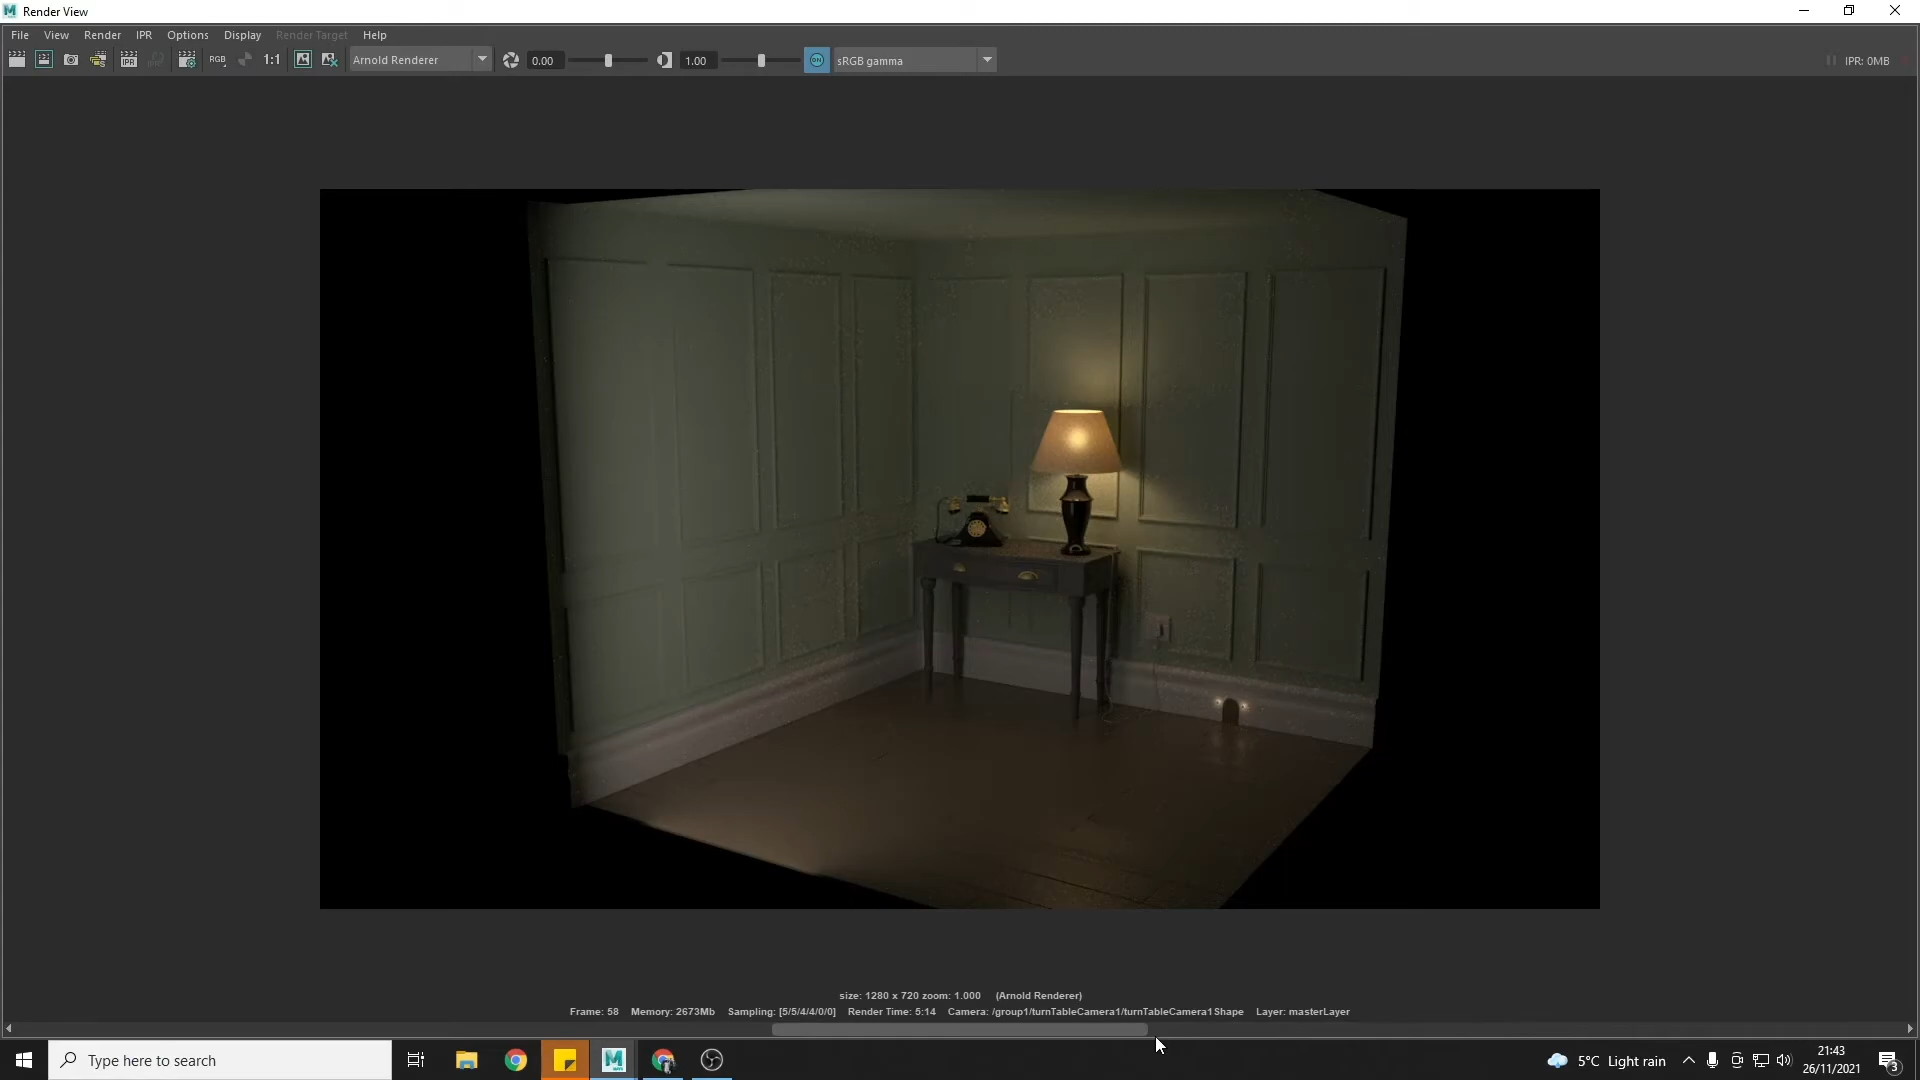 Render View
File View Render IPR Options Display Render Target Help
IPR RGB 1:1 Arnold Renderer 0.00 1.00 ON sRGB gamma IPR: 0MB
size: 1280 x 720 zoom: 1.000 (Arnold Renderer)
Frame: 58 Memory: 2673Mb Sampling: [5/5/4/4/0/0] Render Time: 5:14 Camera: /group1/turnTableCamera1/turnTableCamera1Shape Layer: masterLayer
Type here to search
5°C Light rain
21:43
26/11/2021
3